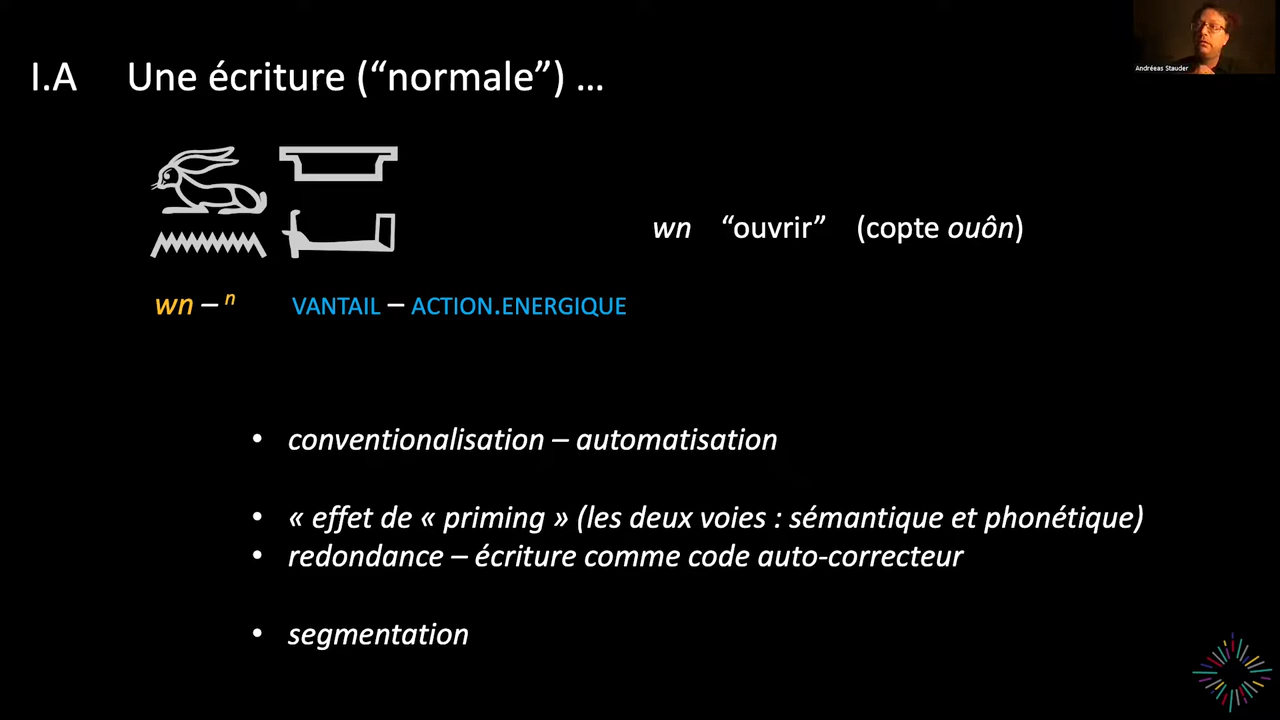 Andréeas Stauder
I.A Une écriture (“normale”) …
𓃹𓈖𓉿𓂡
wn “ouvrir” (copte ouôn)
wn – n VANTAIL – ACTION.ENERGIQUE
• conventionalisation – automatisation
• « effet de « priming » (les deux voies : sémantique et phonétique)
• redondance – écriture comme code auto-correcteur
• segmentation